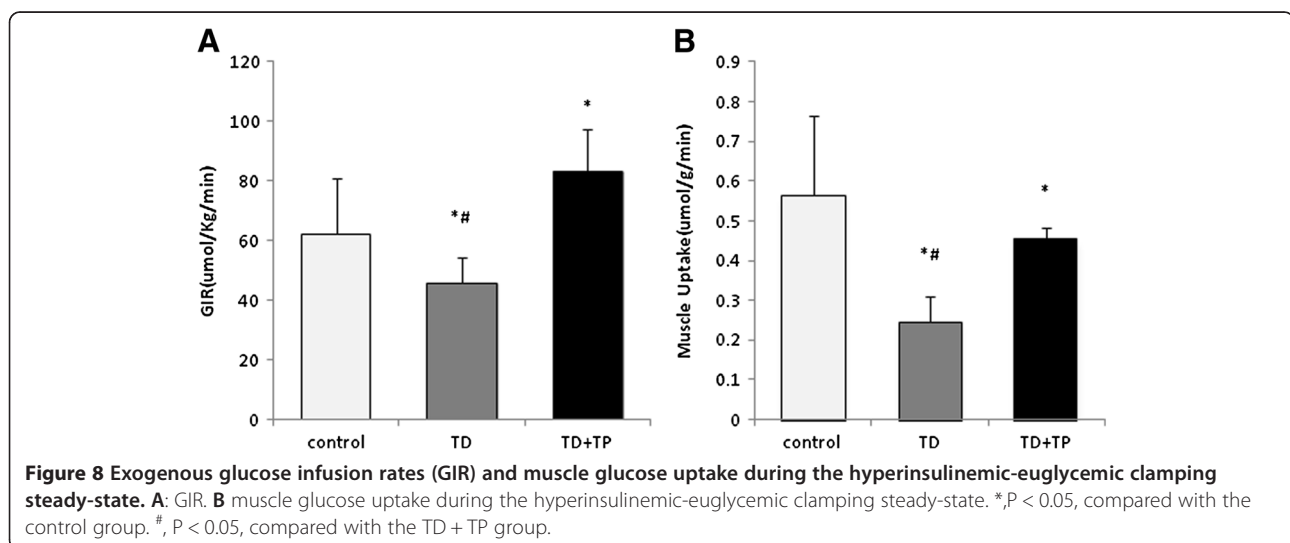 A
B
120
100
80
60
40
20
0
GIR(umol/Kg/min)
*
*#
control TD TD+TP
0.9
0.8
0.7
0.6
0.5
0.4
0.3
0.2
0.1
0
Muscle Uptake(umol/g/min)
*
*#
control TD TD+TP
Figure 8 Exogenous glucose infusion rates (GIR) and muscle glucose uptake during the hyperinsulinemic-euglycemic clamping
steady-state. A: GIR. B muscle glucose uptake during the hyperinsulinemic-euglycemic clamping steady-state. *,P < 0.05, compared with the
control group. #, P < 0.05, compared with the TD + TP group.